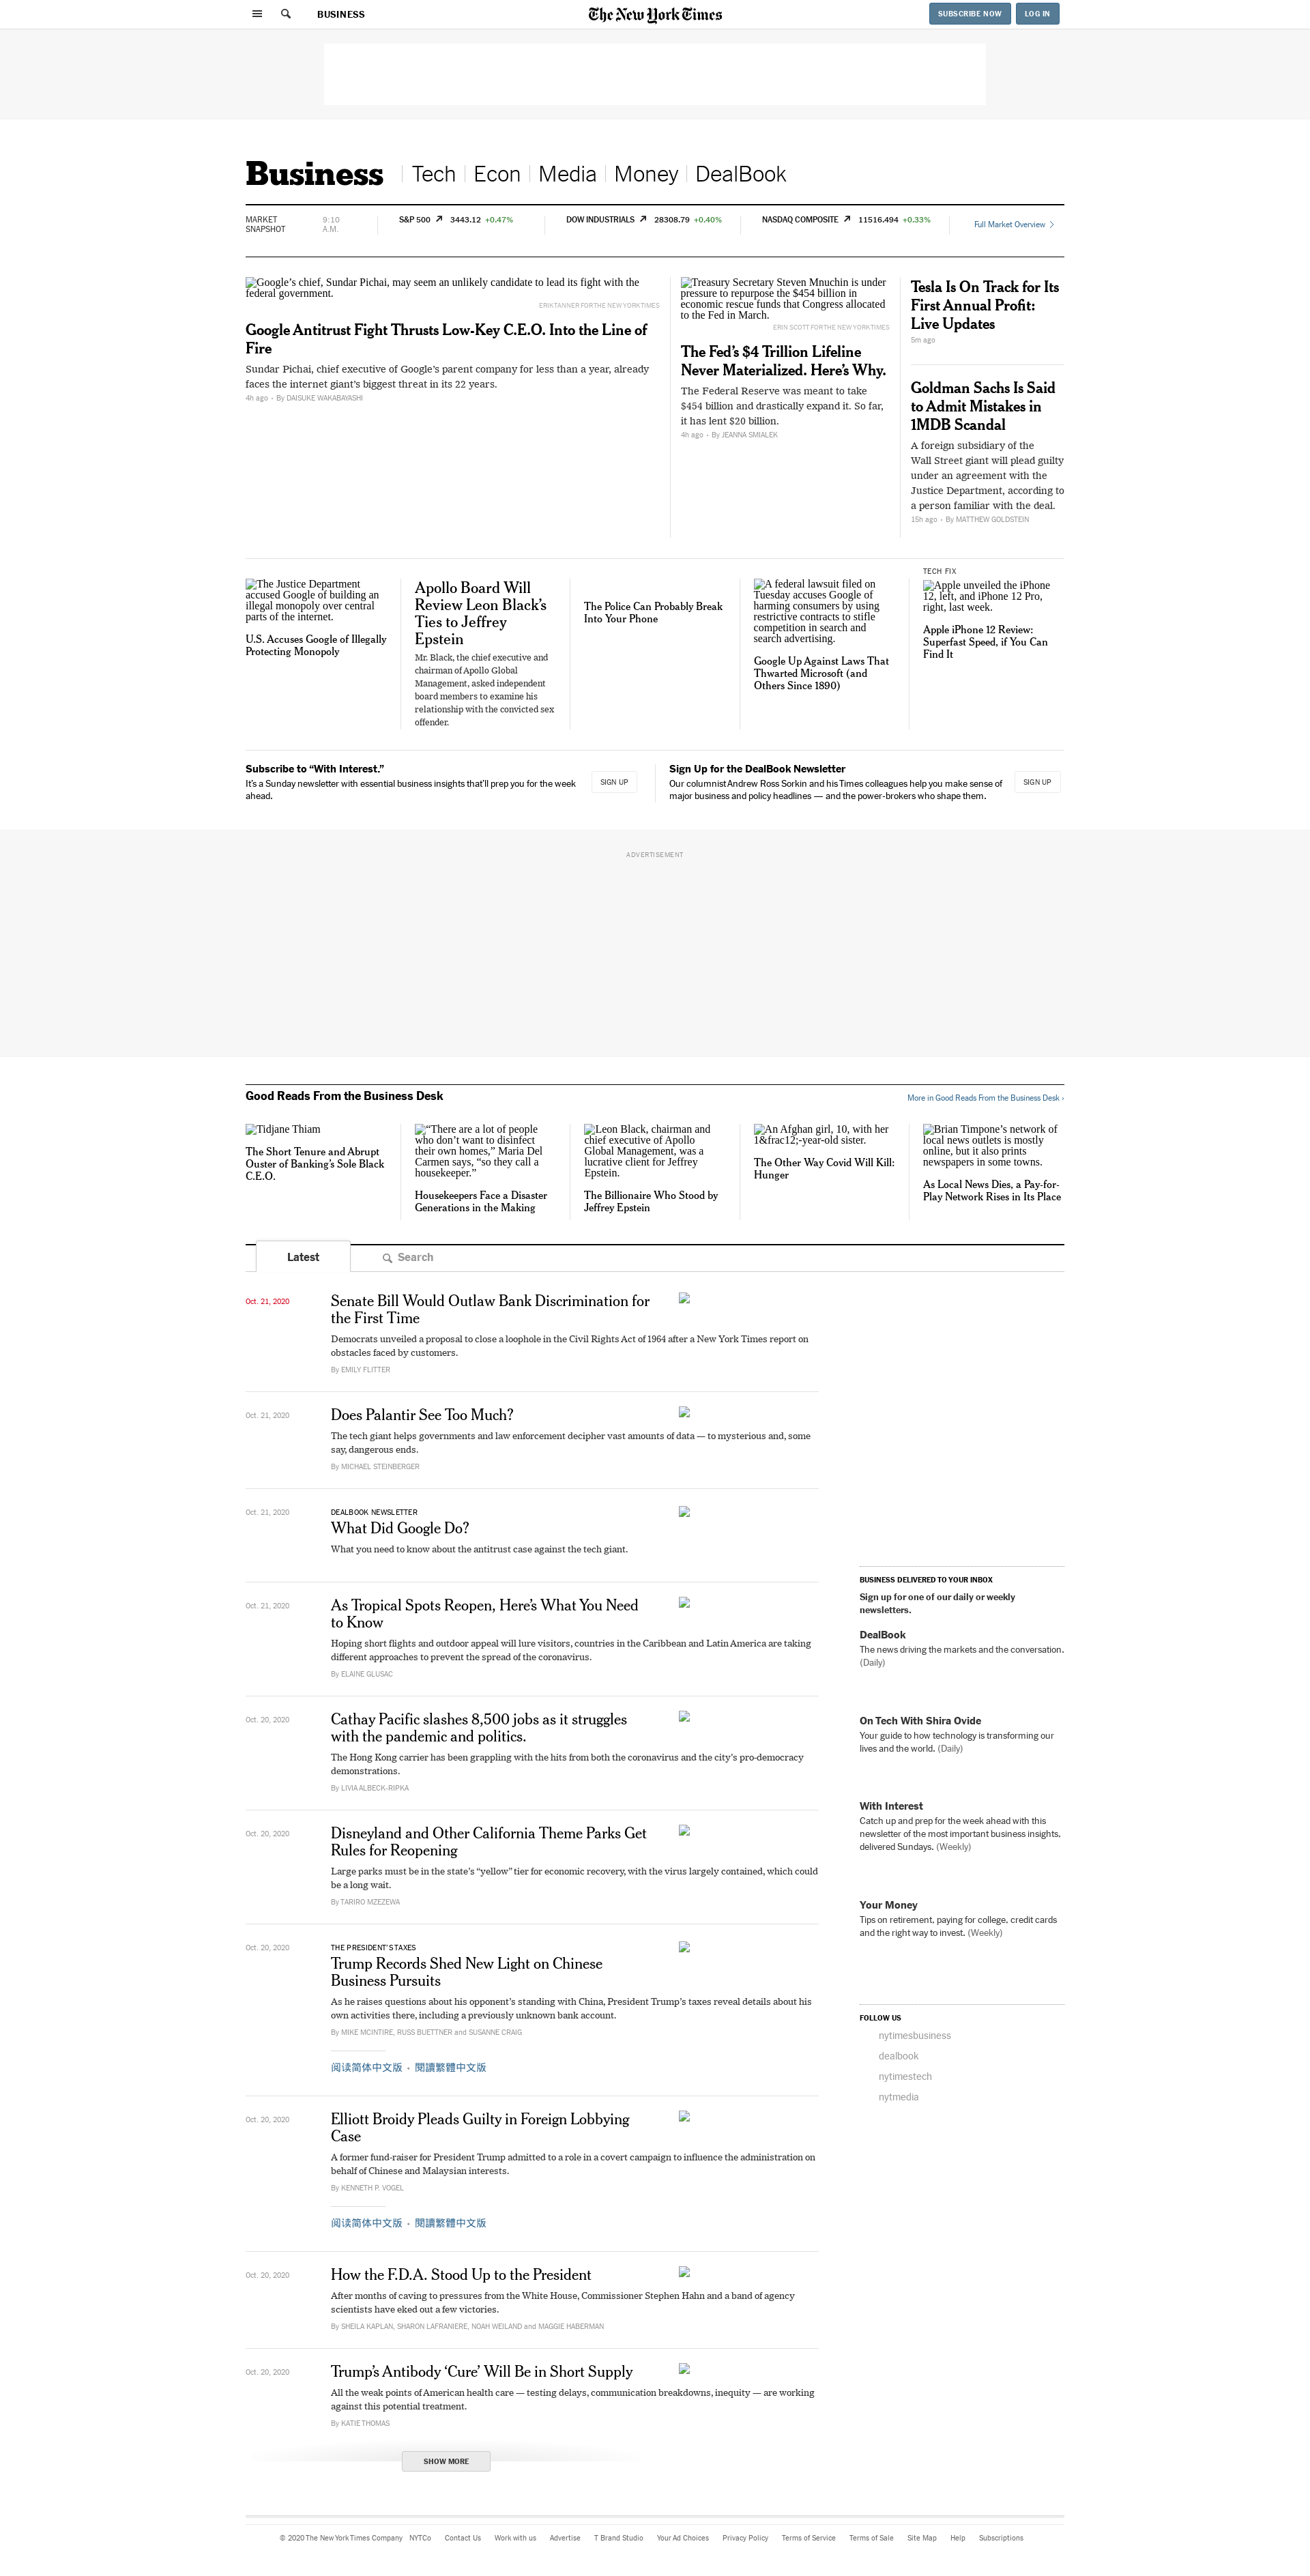 BUSINESS
The New York Times
SUBSCRIBE NOW
LOG IN
Business
Tech
Econ
Media
Money
DealBook
MARKET
SNAPSHOT
9:10
A.M.
S&P 500 3443.12 +0.47%
DOW INDUSTRIALS 28308.79 +0.40%
NASDAQ COMPOSITE 11516.494 +0.33%
Full Market Overview
Google’s chief, Sundar Pichai, may seem an unlikely candidate to lead its fight with the
federal government.
ERIK TANNER FOR THE NEW YORK TIMES
Google Antitrust Fight Thrusts Low-Key C.E.O. Into the Line of
Fire
Sundar Pichai, chief executive of Google’s parent company for less than a year, already
faces the internet giant’s biggest threat in its 22 years.
4h ago • By DAISUKE WAKABAYASHI
Treasury Secretary Steven Mnuchin is under
pressure to repurpose the $454 billion in
economic rescue funds that Congress allocated
to the Fed in March.
ERIN SCOTT FOR THE NEW YORK TIMES
The Fed’s $4 Trillion Lifeline
Never Materialized. Here’s Why.
The Federal Reserve was meant to take
$454 billion and drastically expand it. So far,
it has lent $20 billion.
4h ago • By JEANNA SMIALEK
Tesla Is On Track for Its
First Annual Profit:
Live Updates
5m ago
Goldman Sachs Is Said
to Admit Mistakes in
1MDB Scandal
A foreign subsidiary of the
Wall Street giant will plead guilty
under an agreement with the
Justice Department, according to
a person familiar with the deal.
15h ago • By MATTHEW GOLDSTEIN
The Justice Department
accused Google of building an
illegal monopoly over central
parts of the internet.
U.S. Accuses Google of Illegally
Protecting Monopoly
Apollo Board Will
Review Leon Black’s
Ties to Jeffrey
Epstein
Mr. Black, the chief executive and
chairman of Apollo Global
Management, asked independent
board members to examine his
relationship with the convicted sex
offender.
The Police Can Probably Break
Into Your Phone
A federal lawsuit filed on
Tuesday accuses Google of
harming consumers by using
restrictive contracts to stifle
competition in search and
search advertising.
Google Up Against Laws That
Thwarted Microsoft (and
Others Since 1890)
TECH FIX
Apple unveiled the iPhone
12, left, and iPhone 12 Pro,
right, last week.
Apple iPhone 12 Review:
Superfast Speed, if You Can
Find It
Subscribe to “With Interest.”
It’s a Sunday newsletter with essential business insights that’ll prep you for the week
ahead.
SIGN UP
Sign Up for the DealBook Newsletter
Our columnist Andrew Ross Sorkin and his Times colleagues help you make sense of
major business and policy headlines — and the power-brokers who shape them.
SIGN UP
ADVERTISEMENT
Good Reads From the Business Desk
More in Good Reads From the Business Desk ›
Tidjane Thiam
The Short Tenure and Abrupt
Ouster of Banking’s Sole Black
C.E.O.
“There are a lot of people
who don’t want to disinfect
their own homes,” Maria Del
Carmen says, “so they call a
housekeeper.”
Housekeepers Face a Disaster
Generations in the Making
Leon Black, chairman and
chief executive of Apollo
Global Management, was a
lucrative client for Jeffrey
Epstein.
The Billionaire Who Stood by
Jeffrey Epstein
An Afghan girl, 10, with her
1&frac12;-year-old sister.
The Other Way Covid Will Kill:
Hunger
Brian Timpone’s network of
local news outlets is mostly
online, but it also prints
newspapers in some towns.
As Local News Dies, a Pay-for-
Play Network Rises in Its Place
Latest
Search
Oct. 21, 2020
Senate Bill Would Outlaw Bank Discrimination for
the First Time
Democrats unveiled a proposal to close a loophole in the Civil Rights Act of 1964 after a New York Times report on
obstacles faced by customers.
By EMILY FLITTER
Oct. 21, 2020
Does Palantir See Too Much?
The tech giant helps governments and law enforcement decipher vast amounts of data — to mysterious and, some
say, dangerous ends.
By MICHAEL STEINBERGER
Oct. 21, 2020
DEALBOOK NEWSLETTER
What Did Google Do?
What you need to know about the antitrust case against the tech giant.
Oct. 21, 2020
As Tropical Spots Reopen, Here’s What You Need
to Know
Hoping short flights and outdoor appeal will lure visitors, countries in the Caribbean and Latin America are taking
different approaches to prevent the spread of the coronavirus.
By ELAINE GLUSAC
Oct. 20, 2020
Cathay Pacific slashes 8,500 jobs as it struggles
with the pandemic and politics.
The Hong Kong carrier has been grappling with the hits from both the coronavirus and the city’s pro-democracy
demonstrations.
By LIVIA ALBECK-RIPKA
Oct. 20, 2020
Disneyland and Other California Theme Parks Get
Rules for Reopening
Large parks must be in the state’s “yellow” tier for economic recovery, with the virus largely contained, which could
be a long wait.
By TARIRO MZEZEWA
Oct. 20, 2020
THE PRESIDENT’S TAXES
Trump Records Shed New Light on Chinese
Business Pursuits
As he raises questions about his opponent’s standing with China, President Trump’s taxes reveal details about his
own activities there, including a previously unknown bank account.
By MIKE MCINTIRE, RUSS BUETTNER and SUSANNE CRAIG
阅读简体中文版 • 閱讀繁體中文版
Oct. 20, 2020
Elliott Broidy Pleads Guilty in Foreign Lobbying
Case
A former fund-raiser for President Trump admitted to a role in a covert campaign to influence the administration on
behalf of Chinese and Malaysian interests.
By KENNETH P. VOGEL
阅读简体中文版 • 閱讀繁體中文版
Oct. 20, 2020
How the F.D.A. Stood Up to the President
After months of caving to pressures from the White House, Commissioner Stephen Hahn and a band of agency
scientists have eked out a few victories.
By SHEILA KAPLAN, SHARON LAFRANIERE, NOAH WEILAND and MAGGIE HABERMAN
Oct. 20, 2020
Trump’s Antibody ‘Cure’ Will Be in Short Supply
All the weak points of American health care — testing delays, communication breakdowns, inequity — are working
against this potential treatment.
By KATIE THOMAS
SHOW MORE
BUSINESS DELIVERED TO YOUR INBOX
Sign up for one of our daily or weekly
newsletters.
DealBook
The news driving the markets and the conversation.
(Daily)
On Tech With Shira Ovide
Your guide to how technology is transforming our
lives and the world. (Daily)
With Interest
Catch up and prep for the week ahead with this
newsletter of the most important business insights,
delivered Sundays. (Weekly)
Your Money
Tips on retirement, paying for college, credit cards
and the right way to invest. (Weekly)
FOLLOW US
nytimesbusiness
dealbook
nytimestech
nytmedia
© 2020 The New York Times Company NYTCo Contact Us Work with us Advertise T Brand Studio Your Ad Choices Privacy Policy Terms of Service Terms of Sale Site Map Help Subscriptions